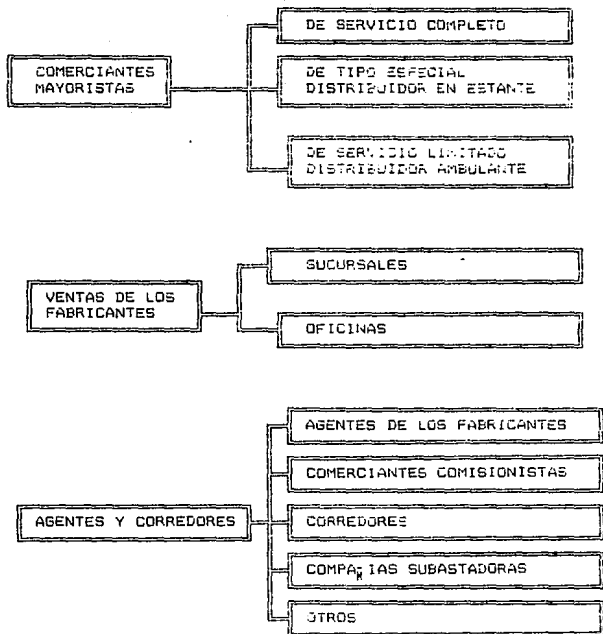 DE SERVICIO COMPLETO
COMERCIANTES
MAYORISTAS
DE TIPO ESPECIAL
DISTRIBUIDOR EN ESTANTE
DE SERVICIO LIMITADO
DISTRIBUIDOR AMBULANTE
SUCURSALES
VENTAS DE LOS
FABRICANTES
OFICINAS
AGENTES DE LOS FABRICANTES
COMERCIANTES COMISIONISTAS
AGENTES Y CORREDORES
CORREDORES
COMPAÑIAS SUBASTADORAS
OTROS